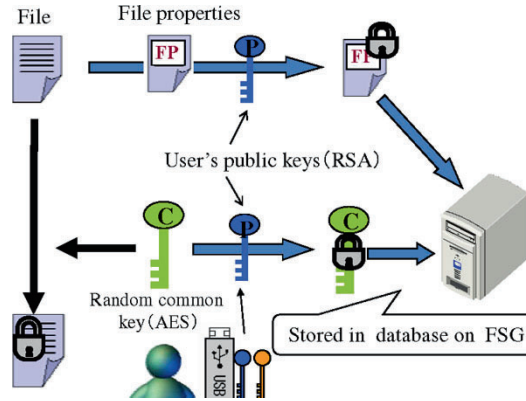 File
File properties
FP
P
FP
User's public keys(RSA)
C
P
C
Random common
key(AES)
Stored in database on FSG
USB